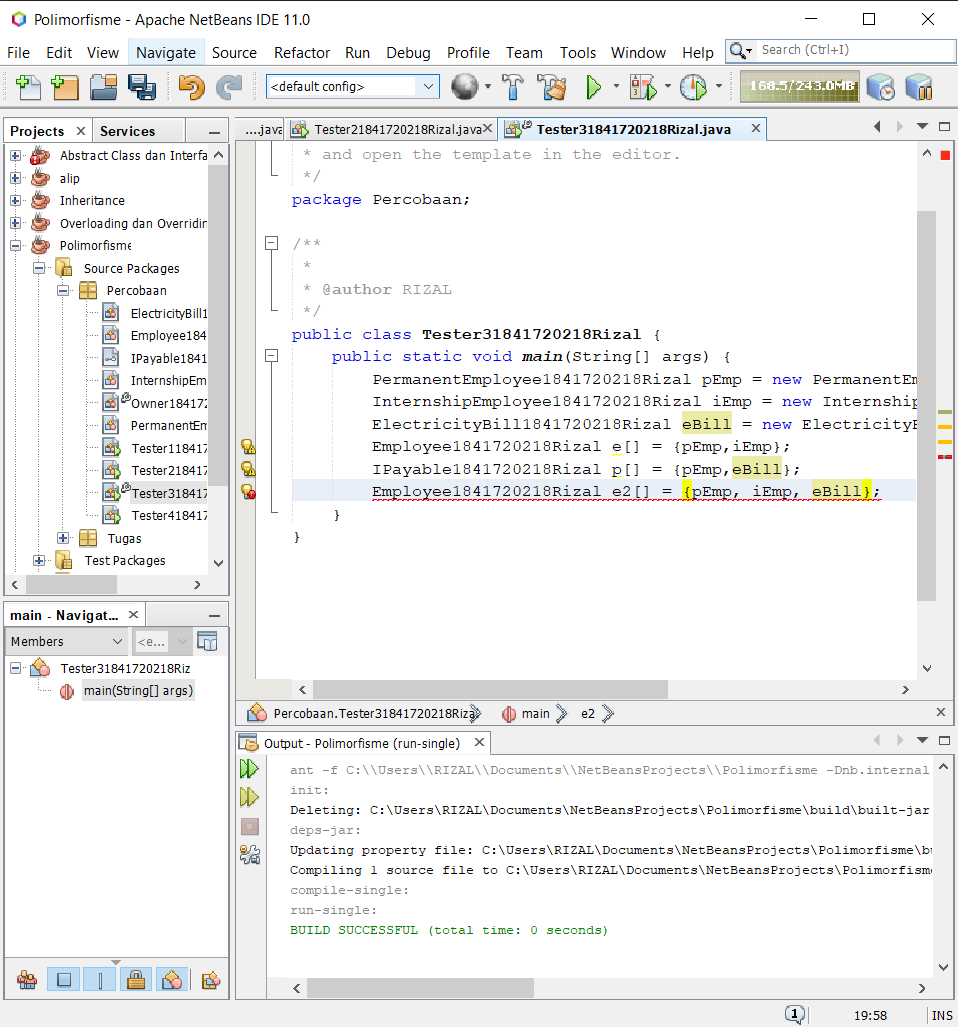 Polimorfisme - Apache NetBeans IDE 11.0
File Edit View Navigate Source Refactor Run Debug Profile Team Tools Window Help
Search (Ctrl+I)
<default config>
168.5/243.0MB
Projects
Services
Abstract Class dan Interfa
alip
Inheritance
Overloading dan Overridin
Polimorfisme
Source Packages
Percobaan
ElectricityBill1
Employee184
IPayable1841
InternshipEm
Owner184172
PermanentEm
Tester118417
Tester218417
Tester318417
Tester418417
Tugas
Test Packages
main - Navigat...
Members
<e...
Tester31841720218Riz
main(String[] args)
...java
Tester21841720218Rizal.java
Tester31841720218Rizal.java
* and open the template in the editor.
*/
package Percobaan;
/**
*
* @author RIZAL
*/
public class Tester31841720218Rizal {
public static void main(String[] args) {
PermanentEmployee1841720218Rizal pEmp = new PermanentEm
InternshipEmployee1841720218Rizal iEmp = new Internship
ElectricityBill1841720218Rizal eBill = new ElectricityB
Employee1841720218Rizal e[] = {pEmp,iEmp};
IPayable1841720218Rizal p[] = {pEmp,eBill};
Employee1841720218Rizal e2[] = {pEmp, iEmp, eBill};
}
}
Percobaan.Tester31841720218Riza
main
e2
Output - Polimorfisme (run-single)
ant -f C:\\Users\\RIZAL\\Documents\\NetBeansProjects\\Polimorfisme -Dnb.internal
init:
Deleting: C:\Users\RIZAL\Documents\NetBeansProjects\Polimorfisme\build\built-jar
deps-jar:
Updating property file: C:\Users\RIZAL\Documents\NetBeansProjects\Polimorfisme\bu
Compiling 1 source file to C:\Users\RIZAL\Documents\NetBeansProjects\Polimorfisme
compile-single:
run-single:
BUILD SUCCESSFUL (total time: 0 seconds)
1
19:58
INS